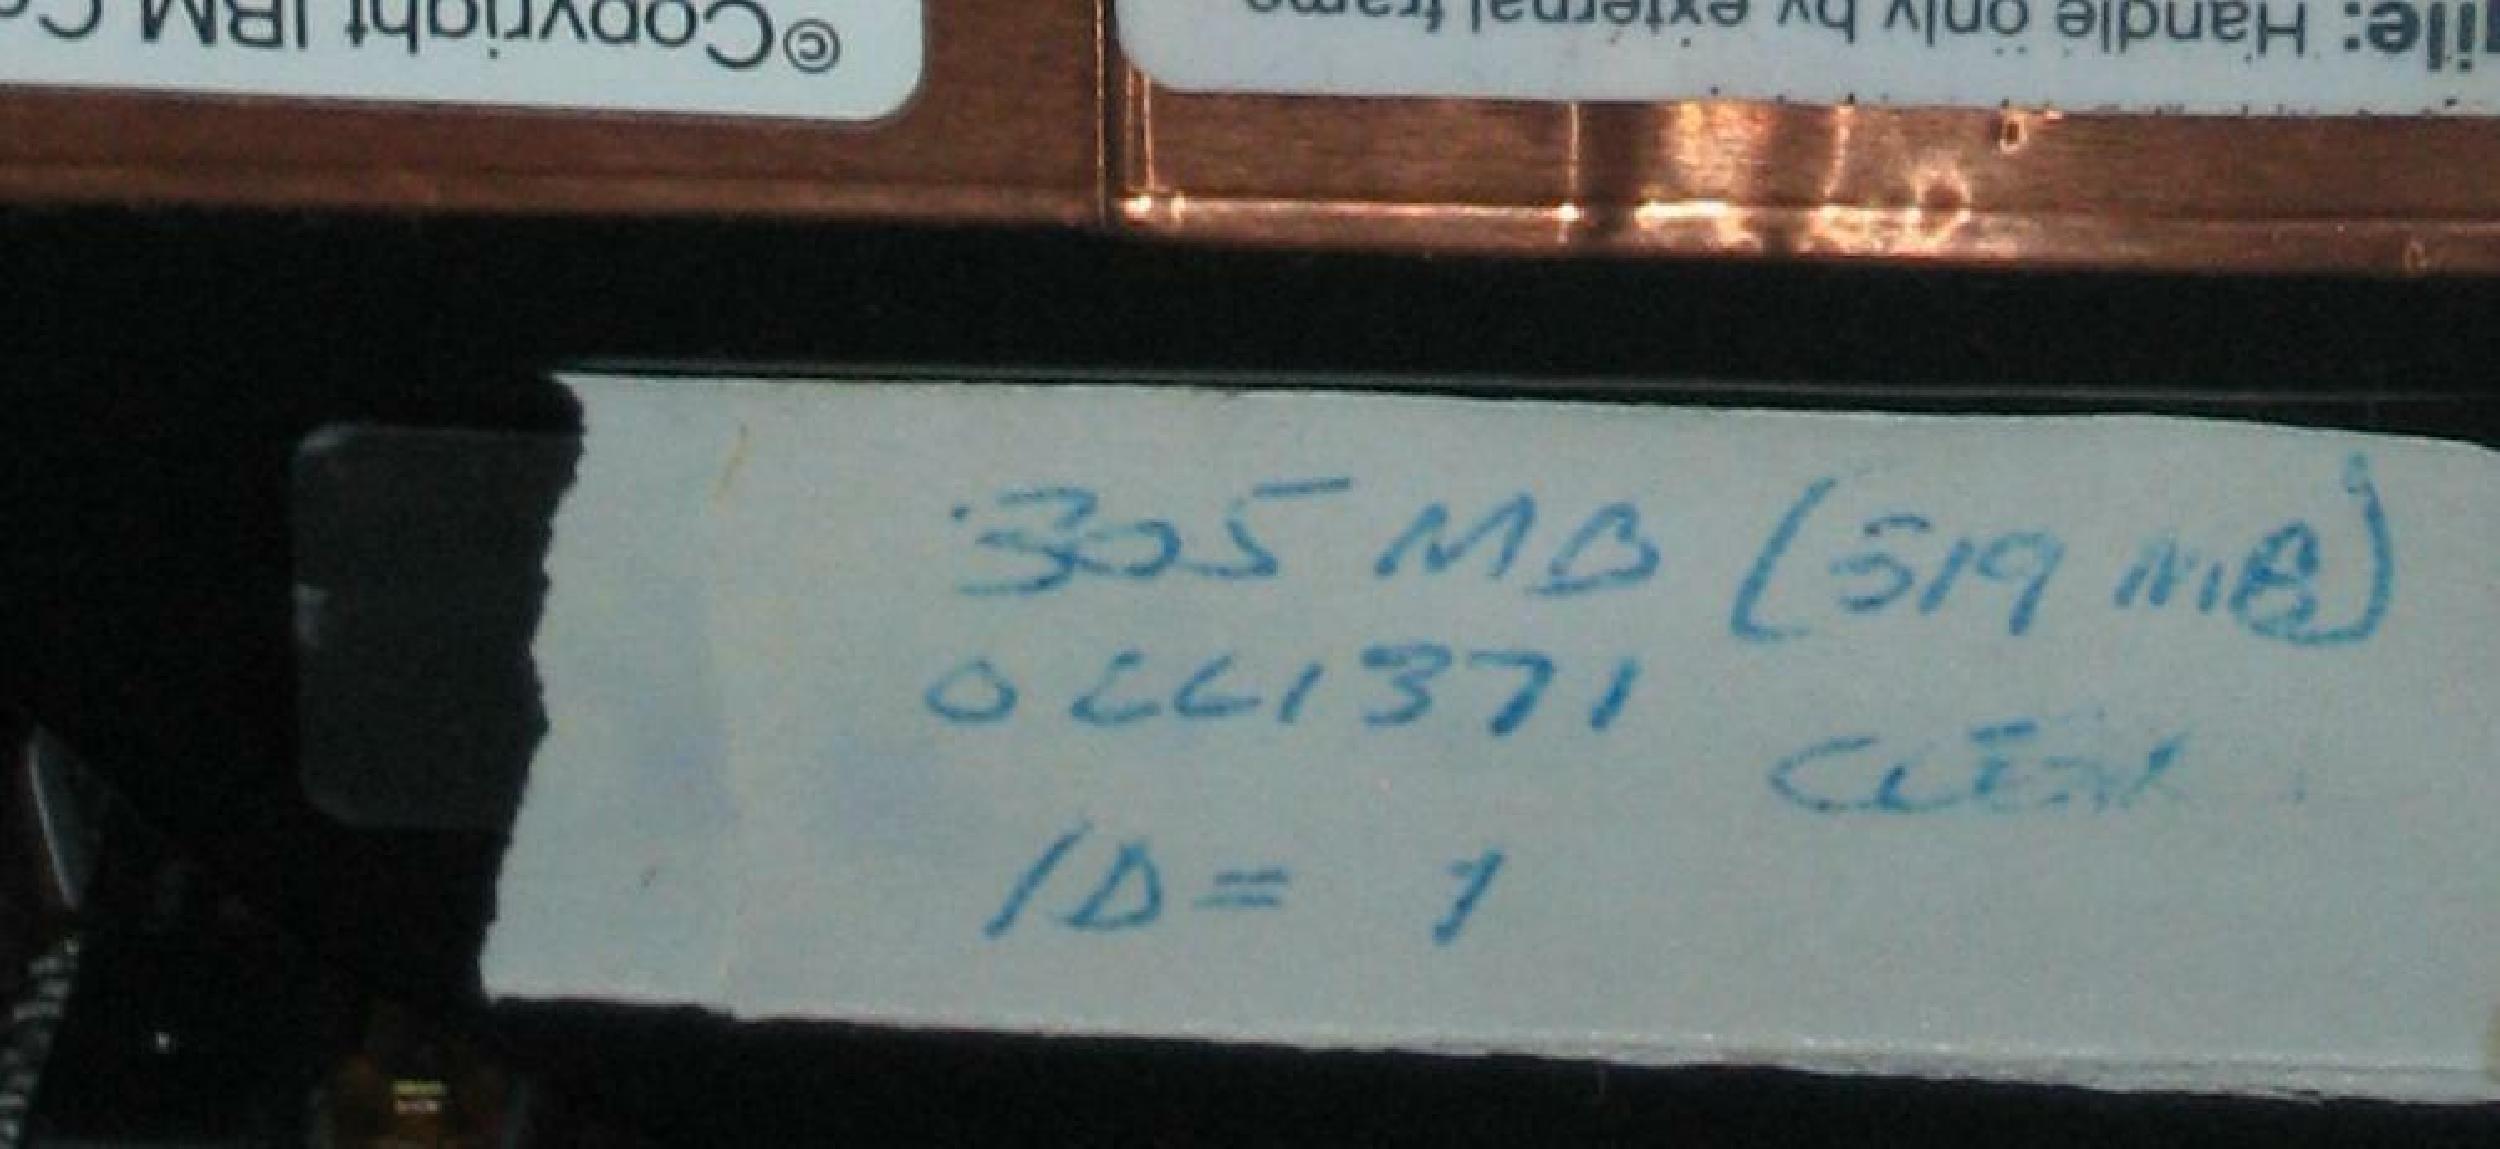 ©Copyright IBM C
ile: Handle only by external frame
305 MB (519 MB)
0661371
ID= 1